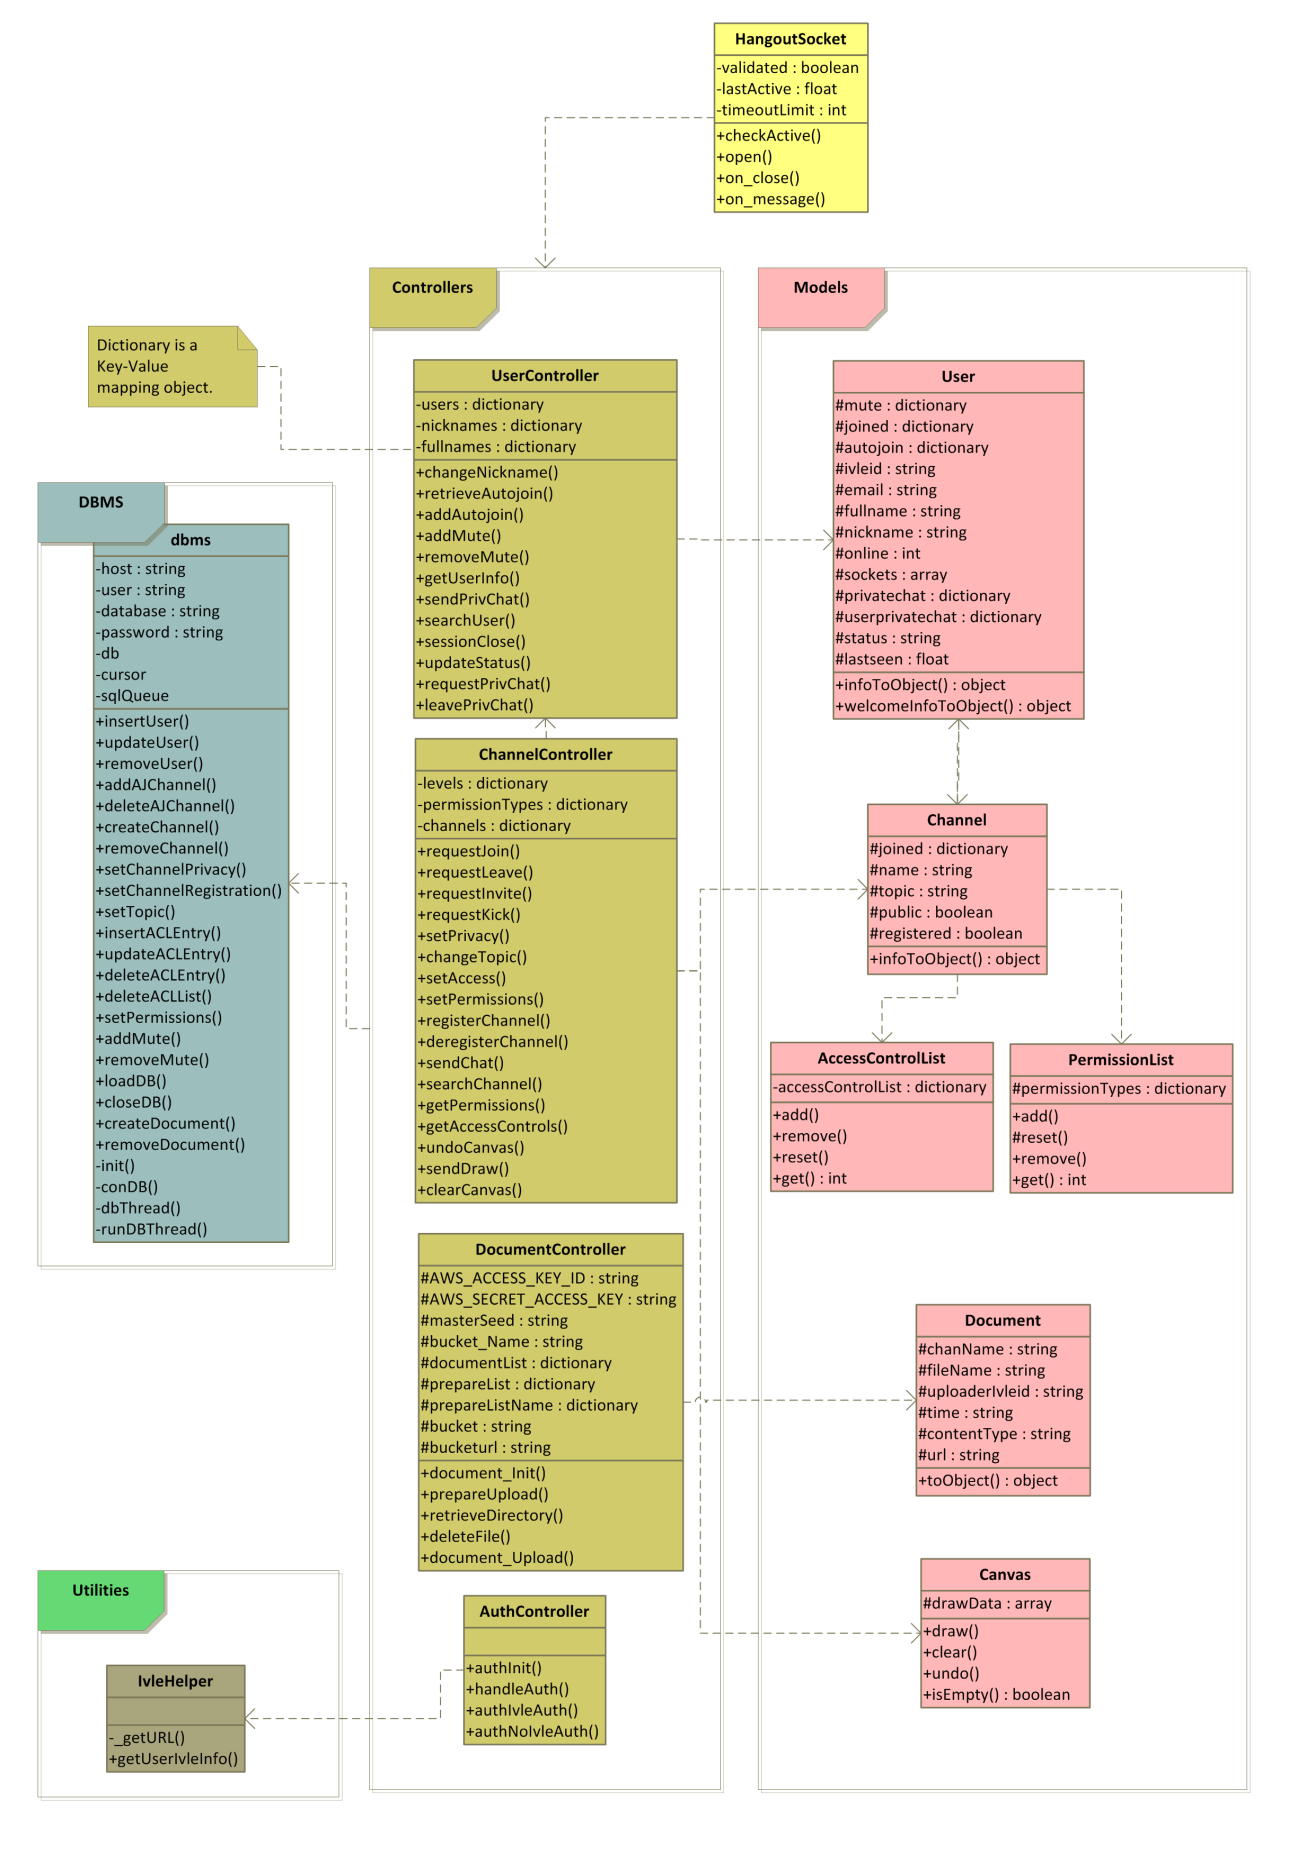 HangoutSocket
-validated : boolean
-lastActive : float
-timeoutLimit : int
+checkActive()
+open()
+on_close()
+on_message()
Controllers
Models
Dictionary is a
Key-Value
mapping object.
UserController
-users : dictionary
-nicknames : dictionary
-fullnames : dictionary
+changeNickname()
+retrieveAutojoin()
+addAutojoin()
+addMute()
+removeMute()
+getUserInfo()
+sendPrivChat()
+searchUser()
+sessionClose()
+updateStatus()
+requestPrivChat()
+leavePrivChat()
User
#mute : dictionary
#joined : dictionary
#autojoin : dictionary
#ivleid : string
#email : string
#fullname : string
#nickname : string
#online : int
#sockets : array
#privatechat : dictionary
#userprivatechat : dictionary
#status : string
#lastseen : float
+infoToObject() : object
+welcomeInfoToObject() : object
DBMS
dbms
-host : string
-user : string
-database : string
-password : string
-db
-cursor
-sqlQueue
+insertUser()
+updateUser()
+removeUser()
+addAJChannel()
+deleteAJChannel()
+createChannel()
+removeChannel()
+setChannelPrivacy()
+setChannelRegistration()
+setTopic()
+insertACLEntry()
+updateACLEntry()
+deleteACLEntry()
+deleteACLList()
+setPermissions()
+addMute()
+removeMute()
+loadDB()
+closeDB()
+createDocument()
+removeDocument()
-init()
-conDB()
-dbThread()
-runDBThread()
ChannelController
-levels : dictionary
-permissionTypes : dictionary
-channels : dictionary
+requestJoin()
+requestLeave()
+requestInvite()
+requestKick()
+setPrivacy()
+changeTopic()
+setAccess()
+setPermissions()
+registerChannel()
+deregisterChannel()
+sendChat()
+searchChannel()
+getPermissions()
+getAccessControls()
+undoCanvas()
+sendDraw()
+clearCanvas()
Channel
#joined : dictionary
#name : string
#topic : string
#public : boolean
#registered : boolean
+infoToObject() : object
AccessControlList
-accessControlList : dictionary
+add()
+remove()
+reset()
+get() : int
PermissionList
#permissionTypes : dictionary
+add()
#reset()
+remove()
+get() : int
DocumentController
#AWS_ACCESS_KEY_ID : string
#AWS_SECRET_ACCESS_KEY : string
#masterSeed : string
#bucket_Name : string
#documentList : dictionary
#prepareList : dictionary
#prepareListName : dictionary
#bucket : string
#bucketurl : string
+document_Init()
+prepareUpload()
+retrieveDirectory()
+deleteFile()
+document_Upload()
Document
#chanName : string
#fileName : string
#uploaderIvleid : string
#time : string
#contentType : string
#url : string
+toObject() : object
Canvas
#drawData : array
+draw()
+clear()
+undo()
+isEmpty() : boolean
Utilities
IvleHelper
-_getURL()
+getUserIvleInfo()
AuthController
+authInit()
+handleAuth()
+authIvleAuth()
+authNoIvleAuth()